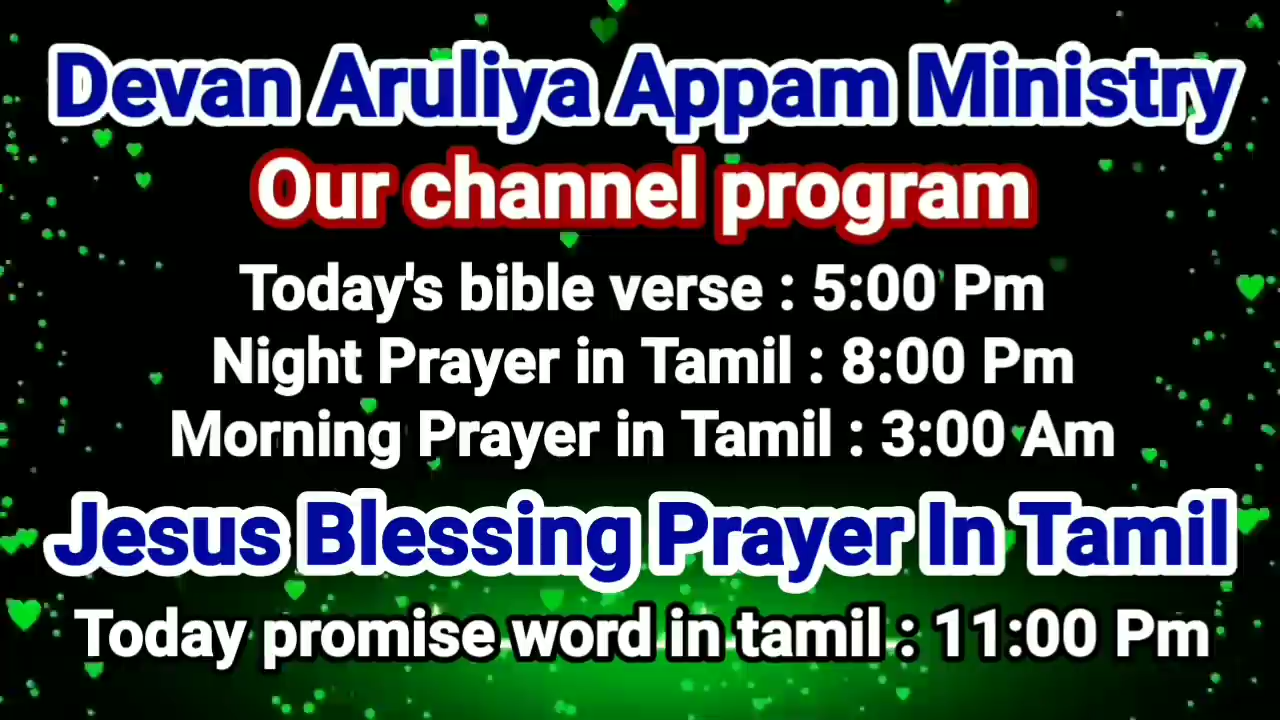 Devan Aruliya Appam Ministry
Our channel program
Today's bible verse : 5:00 Pm
Night Prayer in Tamil : 8:00 Pm
Morning Prayer in Tamil : 3:00 Am
Jesus Blessing Prayer In Tamil
Today promise word in tamil : 11:00 Pm